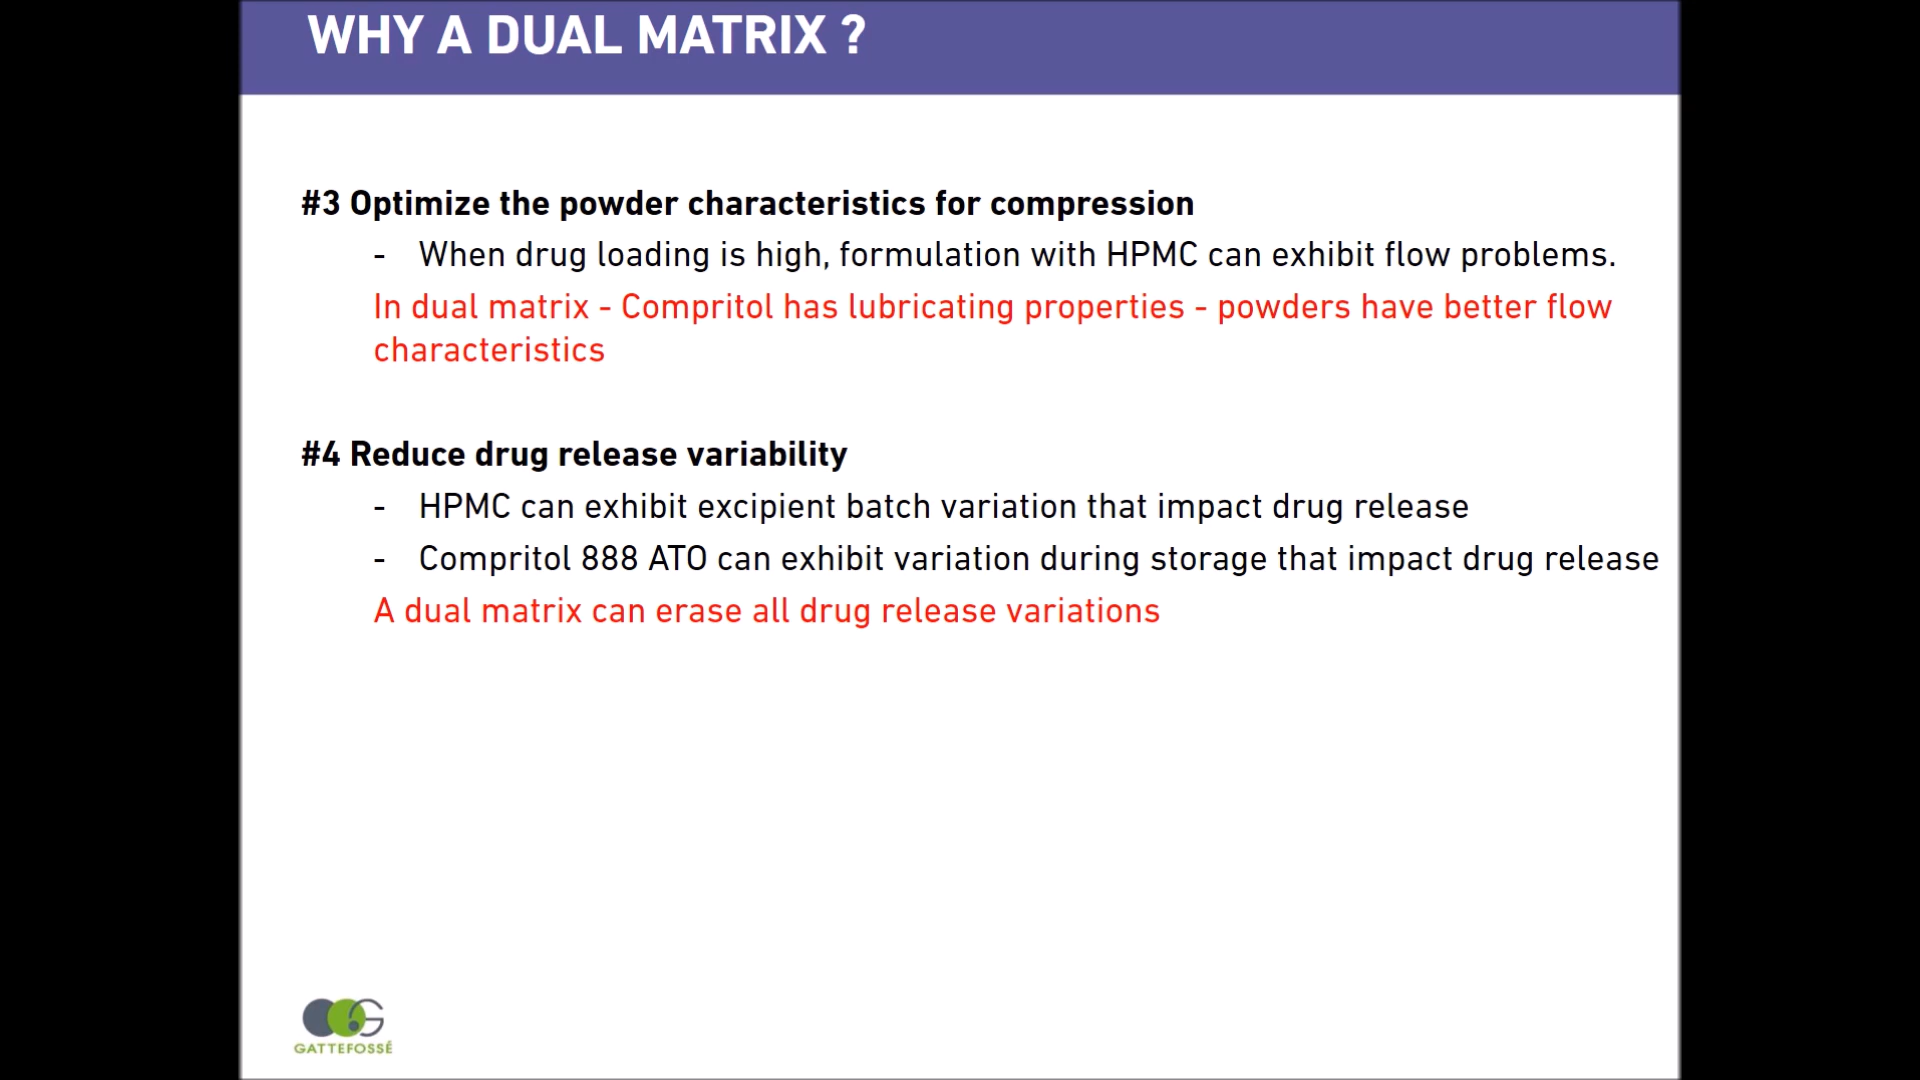 WHY A DUAL MATRIX ?
#3 Optimize the powder characteristics for compression
- When drug loading is high, formulation with HPMC can exhibit flow problems.
In dual matrix - Compritol has lubricating properties - powders have better flow
characteristics
#4 Reduce drug release variability
- HPMC can exhibit excipient batch variation that impact drug release
- Compritol 888 ATO can exhibit variation during storage that impact drug release
A dual matrix can erase all drug release variations
GATTEFOSSÉ